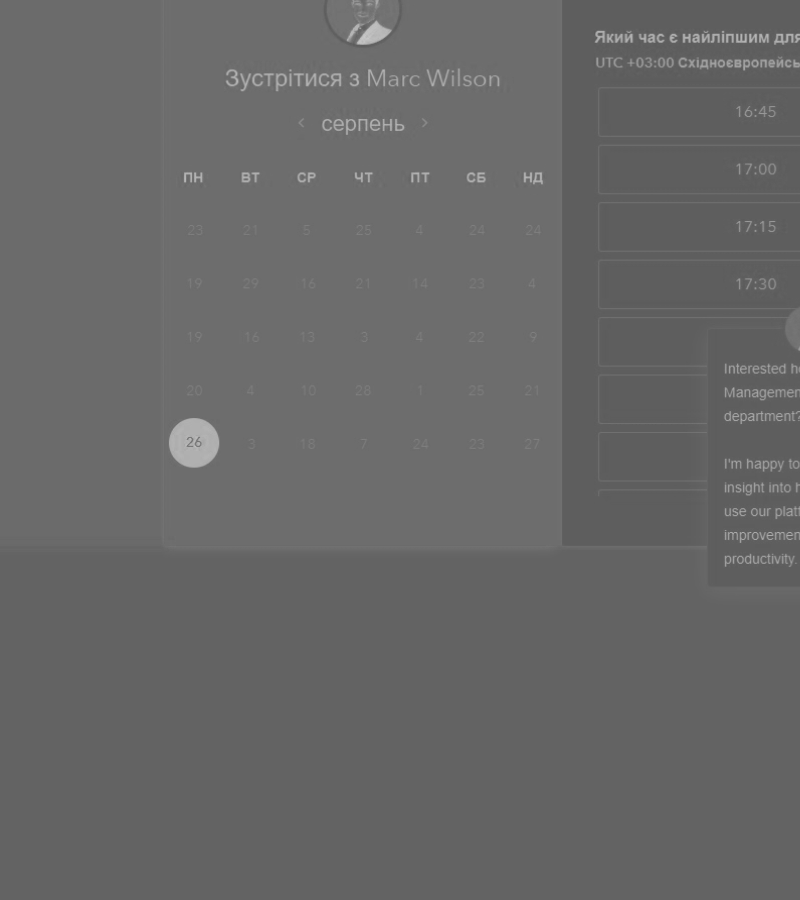 Зустрітися з Marc Wilson
серпень
ПН ВТ СР ЧТ ПТ СБ НД
23 21 5 25 4 24 24
19 29 16 21 14 23 4
19 16 13 3 4 22 9
20 4 10 28 1 25 21
26 3 18 7 24 23 27
Який час є найліпшим для
UTC +03:00 Східноєвропейсь
16:45
17:00
17:15
17:30
Interested h
Managemen
department?
I'm happy to
insight into h
use our platf
improvemen
productivity.